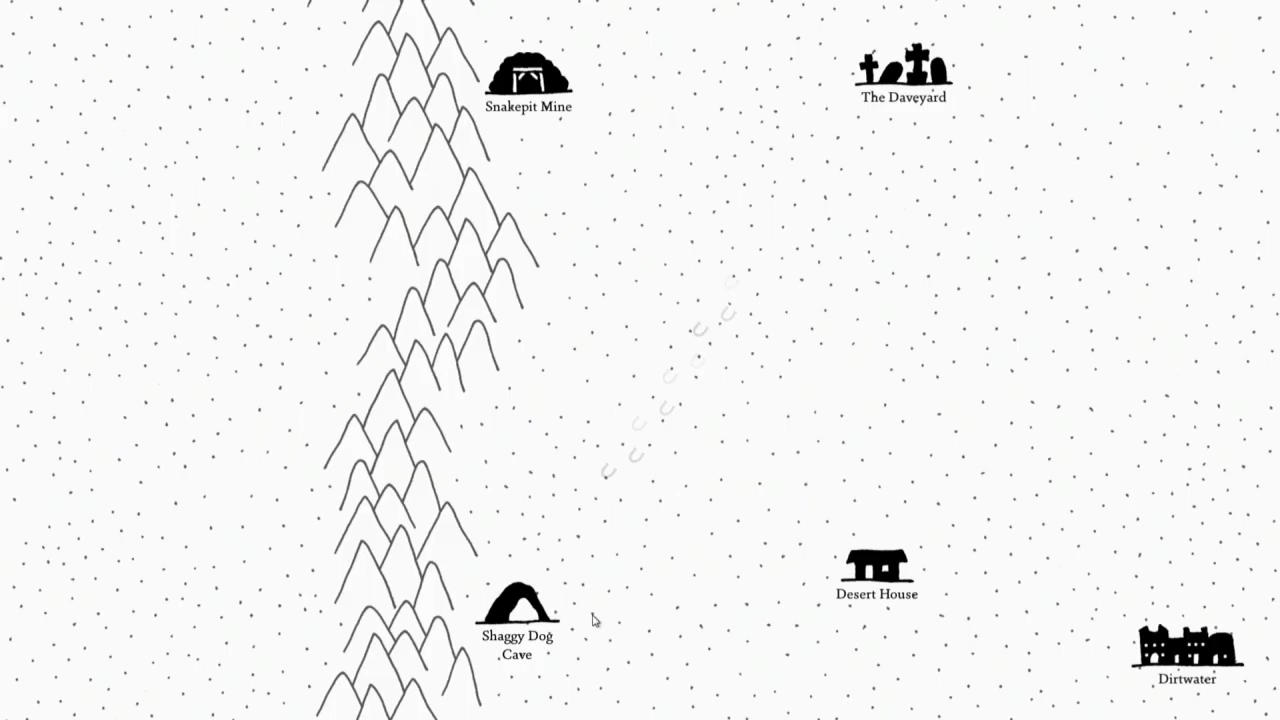 The Daveyard
Snakepit Mine
Desert House
Shaggy Dog
Cave
Dirtwater